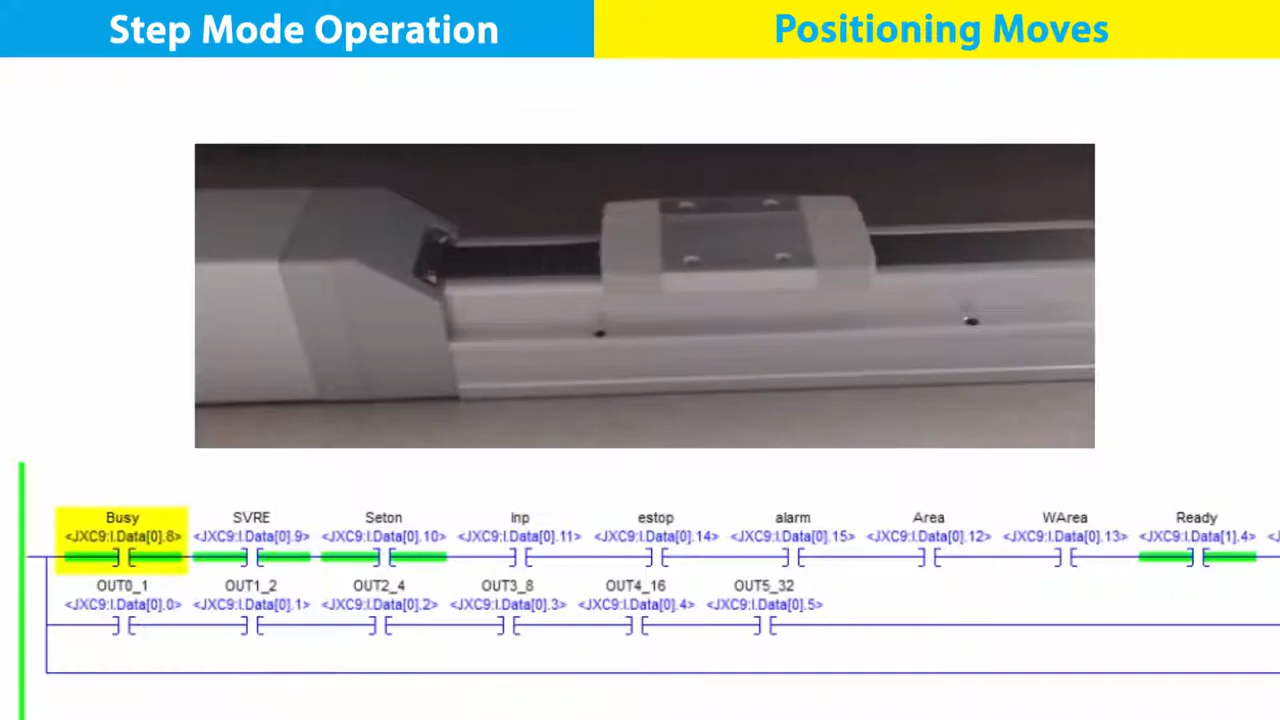 Step Mode Operation
Positioning Moves
Busy SVRE Seton Inp estop alarm Area WArea Ready
<JXC9:I.Data[0].8> <JXC9:I.Data[0].9> <JXC9:I.Data[0].10> <JXC9:I.Data[0].11> <JXC9:I.Data[0].14> <JXC9:I.Data[0].15> <JXC9:I.Data[0].12> <JXC9:I.Data[0].13> <JXC9:I.Data[1].4>
OUT0_1 OUT1_2 OUT2_4 OUT3_8 OUT4_16 OUT5_32
<JXC9:I.Data[0].0> <JXC9:I.Data[0].1> <JXC9:I.Data[0].2> <JXC9:I.Data[0].3> <JXC9:I.Data[0].4> <JXC9:I.Data[0].5>